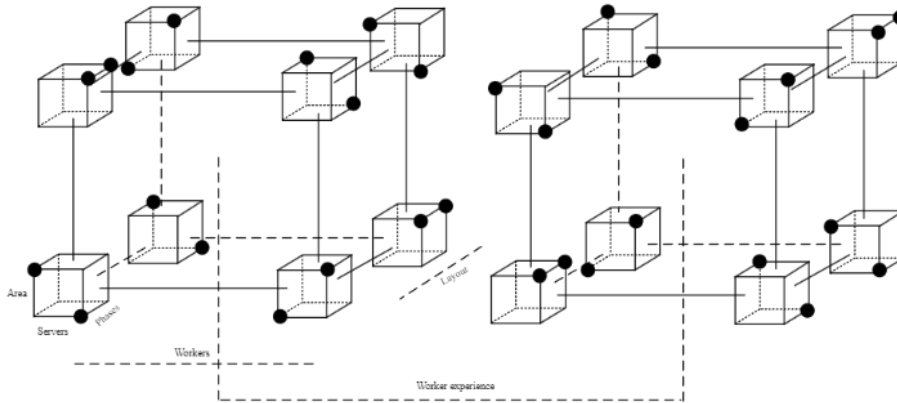 Area
Servers
Phases
Layout
Workers
Worker experience